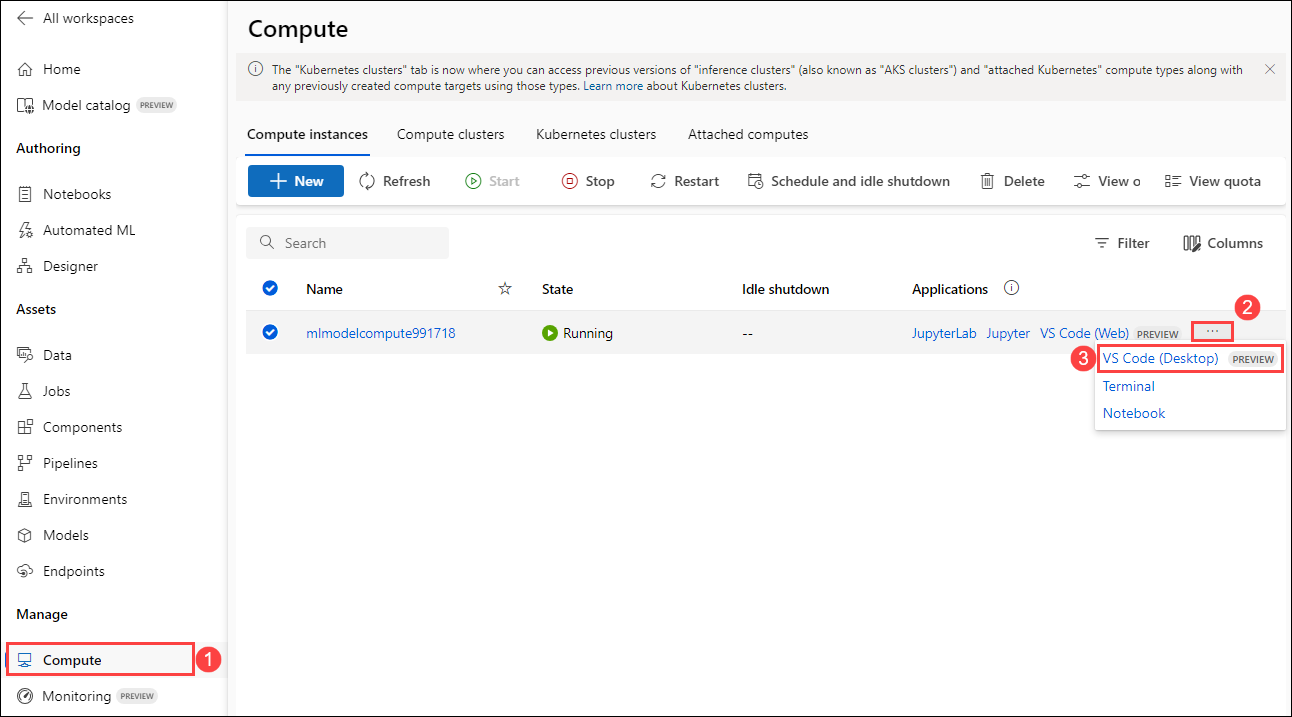 All workspaces
Home
Model catalog PREVIEW
Authoring
Notebooks
Automated ML
Designer
Assets
Data
Jobs
Components
Pipelines
Environments
Models
Endpoints
Manage
Compute 1
Monitoring PREVIEW
Compute
The "Kubernetes clusters" tab is now where you can access previous versions of "inference clusters" (also known as "AKS clusters") and "attached Kubernetes" compute types along with
any previously created compute targets using those types. Learn more about Kubernetes clusters.
Compute instances Compute clusters Kubernetes clusters Attached computes
New Refresh Start Stop Restart Schedule and idle shutdown Delete View o View quota
Search Filter Columns
Name State Idle shutdown Applications
2
mlmodelcompute991718 Running -- JupyterLab Jupyter VS Code (Web) PREVIEW ...
3 VS Code (Desktop) PREVIEW
Terminal
Notebook